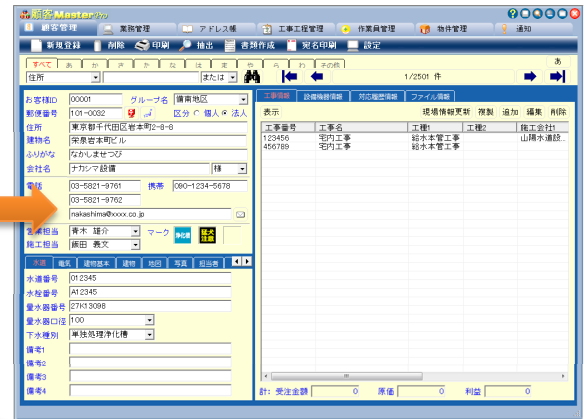 顧客Master Pro
顧客管理 業務管理 アドレス帳 工事工程管理 作業員管理 物件管理 通知
新規登録 削除 印刷 抽出 書類作成 宛名印刷 設定
すべて あ か さ た な は ま や ら わ その他 あ
住所 または 1/2501 件
お客様ID 00001 グループ名 備南地区
郵便番号 101-0032 区分 個人 法人
住所 東京都千代田区岩本町2-8-8
建物名 栄泉岩本町ビル
ふりがな なかしませつび
会社名 ナカシマ設備 様
電話 03-5821-9761 携帯 090-1234-5678
03-5821-9762
nakashima@xxxx.co.jp
営業担当 青木 雄介 マーク 浄化槽 猛犬注意
施工担当 飯田 義文
水道 電気 建物基本 建物 地図 写真 担当者
水道番号 012345
水栓番号 A12345
量水器番号 27K13098
量水器口径 100
下水種別 単独処理浄化槽
備考1
備考2
備考3
備考4
工事情報 設備機器情報 対応履歴情報 ファイル情報
表示 現場情報更新 複製 追加 編集 削除
工事番号 工事名 工種1 工種2 施工会社1
123456 宅内工事 給水本管工事 山陽水道設...
456789 宅内工事 給水本管工事
計: 受注金額 0 原価 0 利益 0